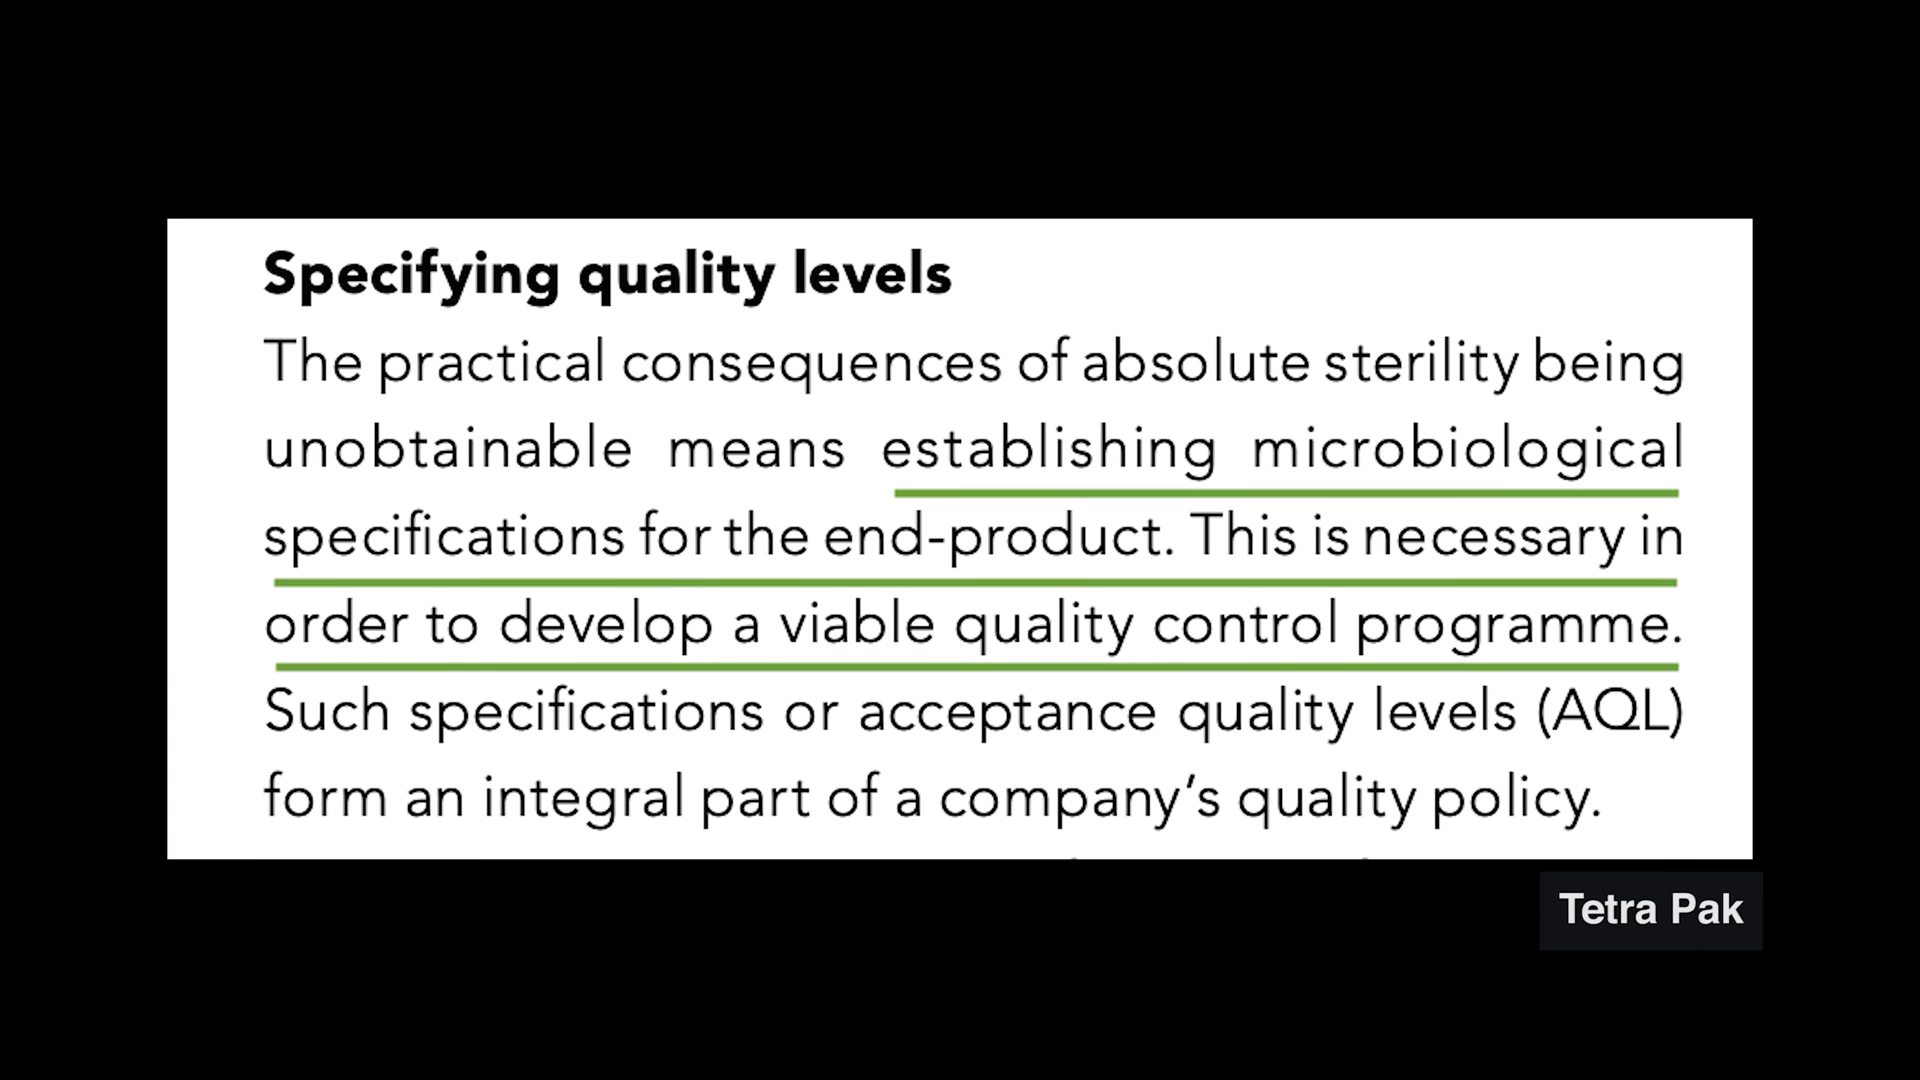 Specifying quality levels
The practical consequences of absolute sterility being
unobtainable means establishing microbiological
specifications for the end-product. This is necessary in
order to develop a viable quality control programme.
Such specifications or acceptance quality levels (AQL)
form an integral part of a company’s quality policy.
Tetra Pak